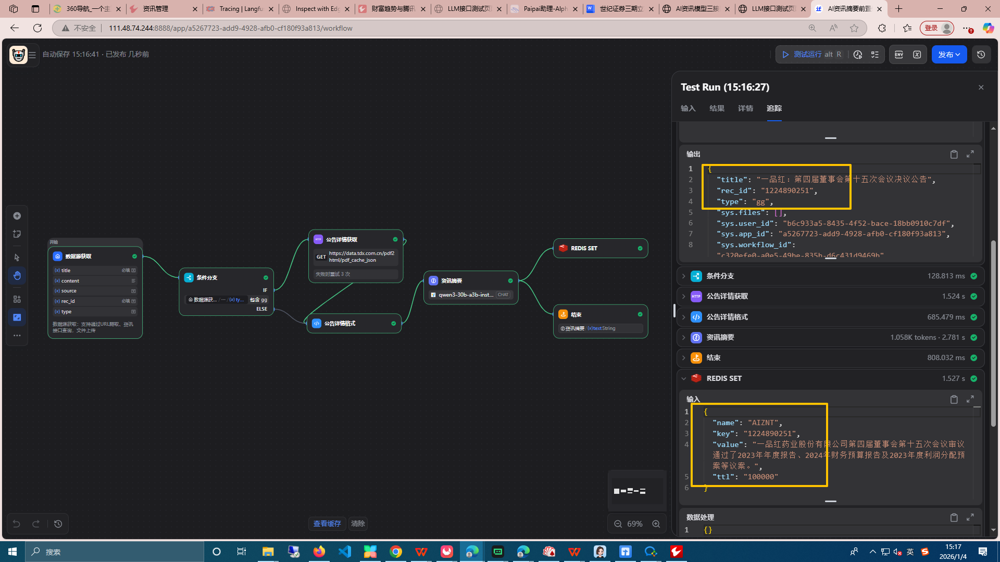 360导航_一个主
资讯管理
Tracing | Langfu
Inspect with Edg
财富趋势与腾讯
LLM接口测试页面
Paipai助理-Alph
世纪证券三期立
AI资讯模型三接
LLM接口测试页面
AI资讯摘要前置
不安全
111.48.74.244:8888/app/a5267723-add9-4928-afb0-cf180f93a813/workflow
登录
自动保存 15:16:41 · 已发布 几秒前
测试运行 alt R
ENV
发布
开始
数据源获取
(x) title 必填
(x) content
(x) source
(x) rec_id 必填
(x) type
数据源获取：支持通过URL爬取、资讯
接口查询，文件上传
条件分支
IF
数据源获... / ··· / (x) ty... 包含 gg
ELSE
HTTP 公告详情获取
GET https://data.tdx.com.cn/pdf2
html/pdf_cache_json
失败时重试 3 次
公告详情格式
资讯摘要
qwen3-30b-a3b-inst... CHAT
REDIS SET
结束
资讯摘要 / (x) text String
查看缓存
清除
69%
Test Run (15:16:27)
输入
结果
详情
追踪
输出
1 {
2 "title": "一品红：第四届董事会第十五次会议决议公告",
3 "rec_id": "1224890251",
4 "type": "gg",
5 "sys.files": [],
6 "sys.user_id": "b6c933a5-8435-4f52-bace-18bb0910c7df",
7 "sys.app_id": "a5267723-add9-4928-afb0-cf180f93a813",
8 "sys.workflow_id":
"c320efe0-a0e5-49be-835b-d6c431d9469b"
条件分支 128.813 ms
HTTP 公告详情获取 1.524 s
公告详情格式 685.479 ms
资讯摘要 1.058K tokens · 2.781 s
结束 808.032 ms
REDIS SET 1.527 s
输入
1 {
2 "name": "AIZNT",
3 "key": "1224890251",
4 "value": "一品红药业股份有限公司第四届董事会第十五次会议审议
通过了2023年年度报告、2024年财务预算报告及2023年度利润分配预
案等议案。",
5 "ttl": "100000"
6 }
数据处理
1 {}
搜索
英
15:17
2026/1/4